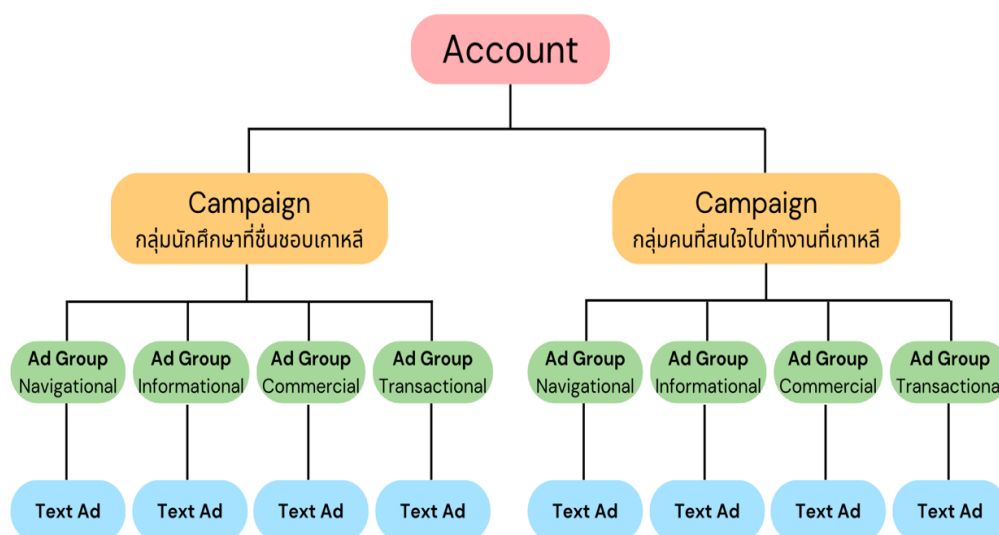 Account
Campaign
กลุ่มนักศึกษาที่ชื่นชอบเกาหลี
Campaign
กลุ่มคนที่สนใจไปทำงานที่เกาหลี
Ad Group
Navigational
Ad Group
Informational
Ad Group
Commercial
Ad Group
Transactional
Ad Group
Navigational
Ad Group
Informational
Ad Group
Commercial
Ad Group
Transactional
Text Ad
Text Ad
Text Ad
Text Ad
Text Ad
Text Ad
Text Ad
Text Ad